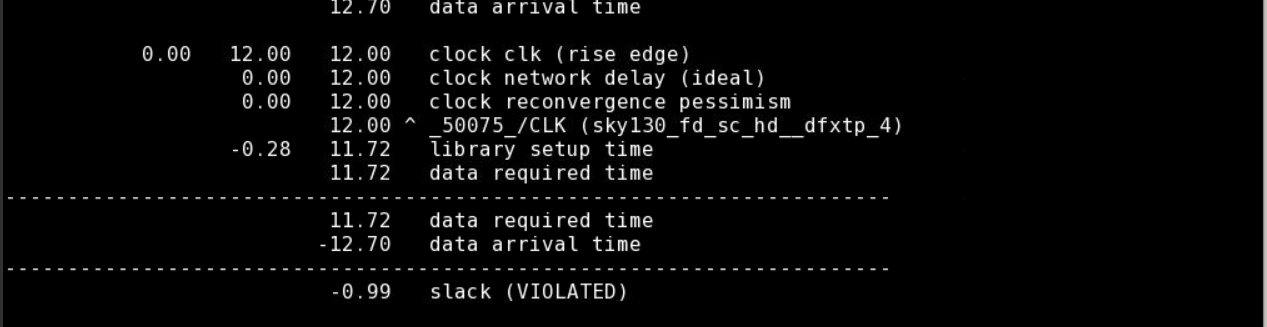 12.70 data arrival time
0.00 12.00 12.00 clock clk (rise edge)
0.00 12.00 clock network delay (ideal)
0.00 12.00 clock reconvergence pessimism
12.00 ^ _50075_/CLK (sky130_fd_sc_hd__dfxtp_4)
-0.28 11.72 library setup time
11.72 data required time
-----------------------------------------------------------------------
11.72 data required time
-12.70 data arrival time
-----------------------------------------------------------------------
-0.99 slack (VIOLATED)